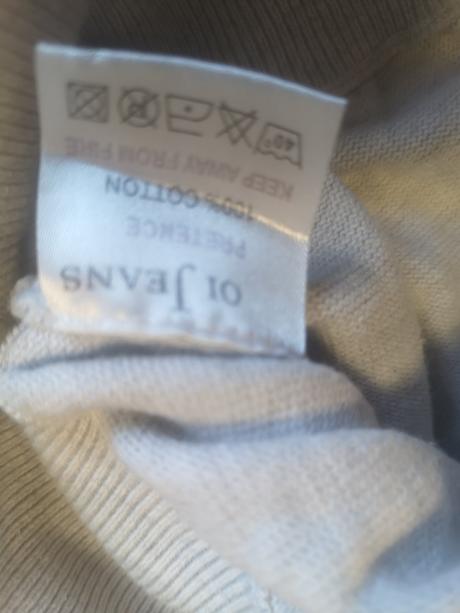 OI JEANS
PRETENCE
100% COTTON
KEEP AWAY FROM FIRE
40°